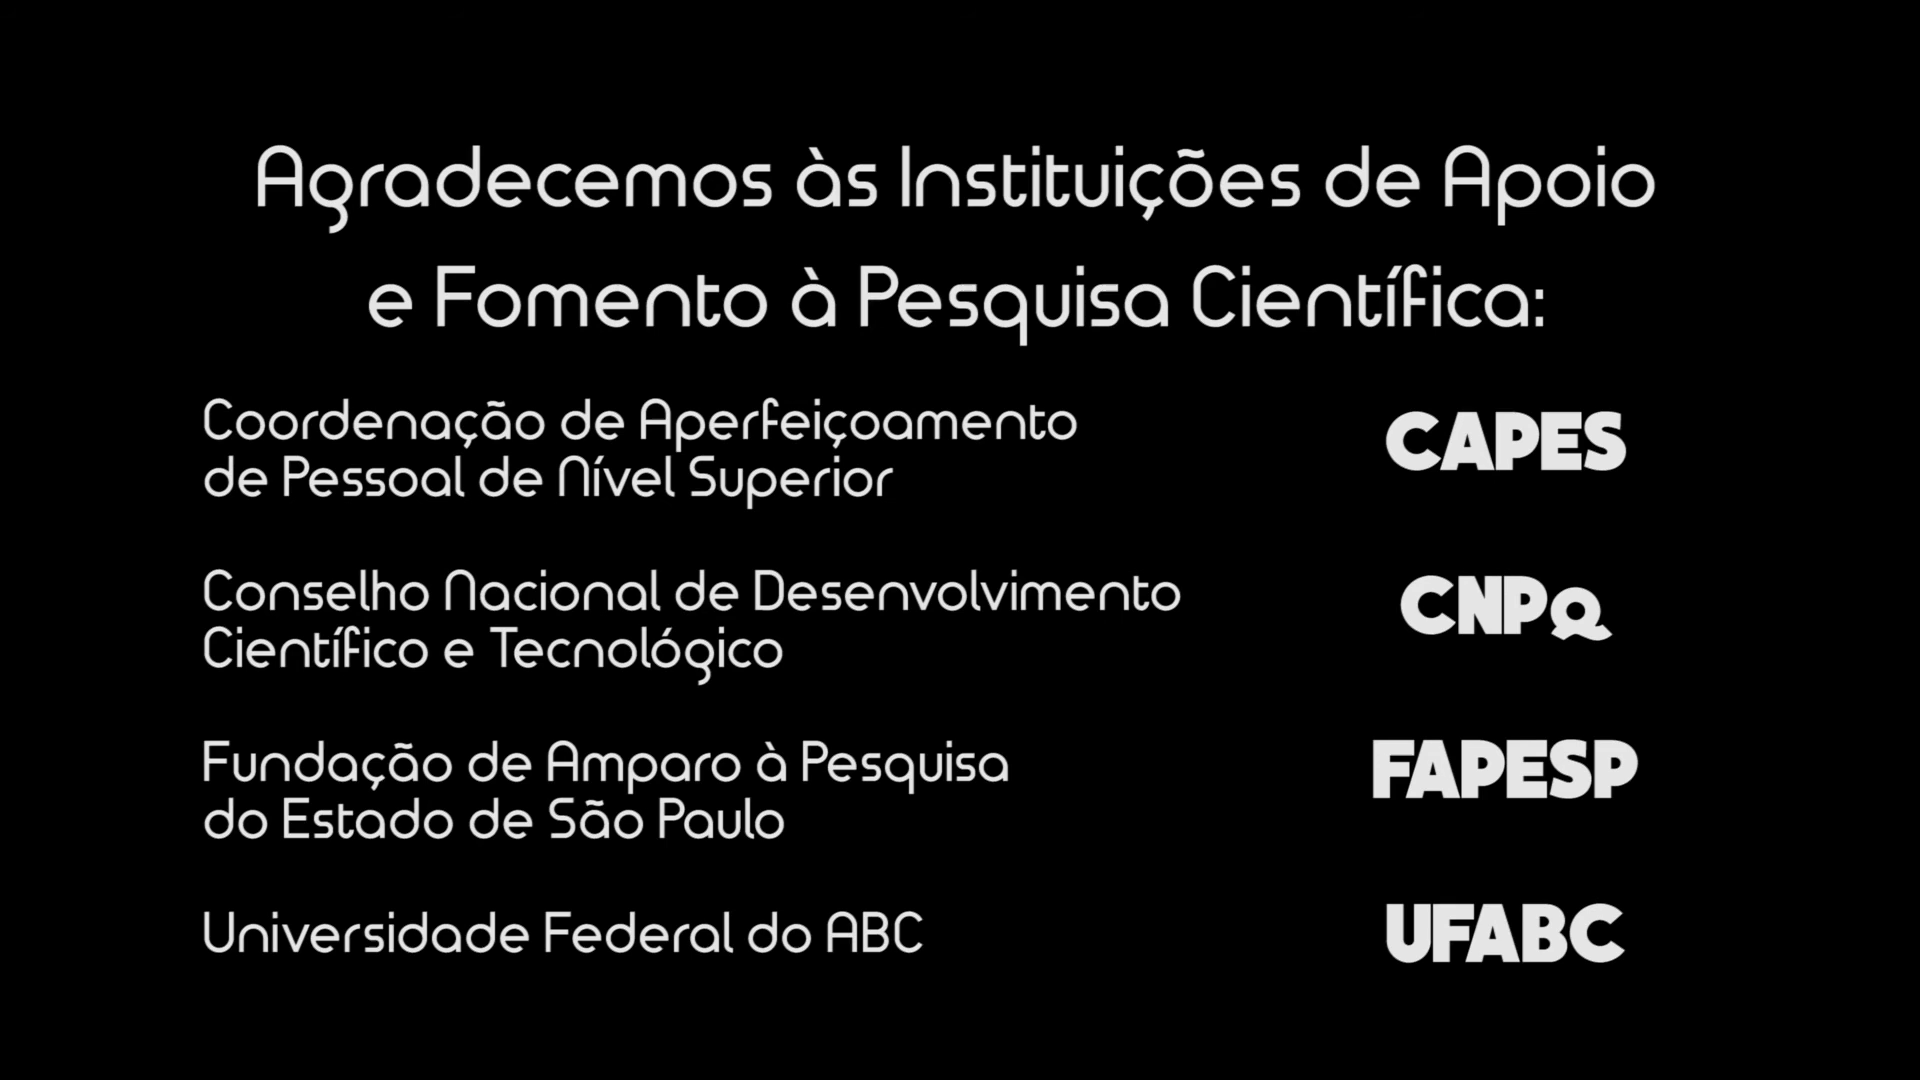 Agradecemos às Instituições de Apoio
e Fomento à Pesquisa Científica:
Coordenação de Aperfeiçoamento
de Pessoal de Nível Superior
CAPES
Conselho Nacional de Desenvolvimento
Científico e Tecnológico
CNPq
Fundação de Amparo à Pesquisa
do Estado de São Paulo
FAPESP
Universidade Federal do ABC
UFABC